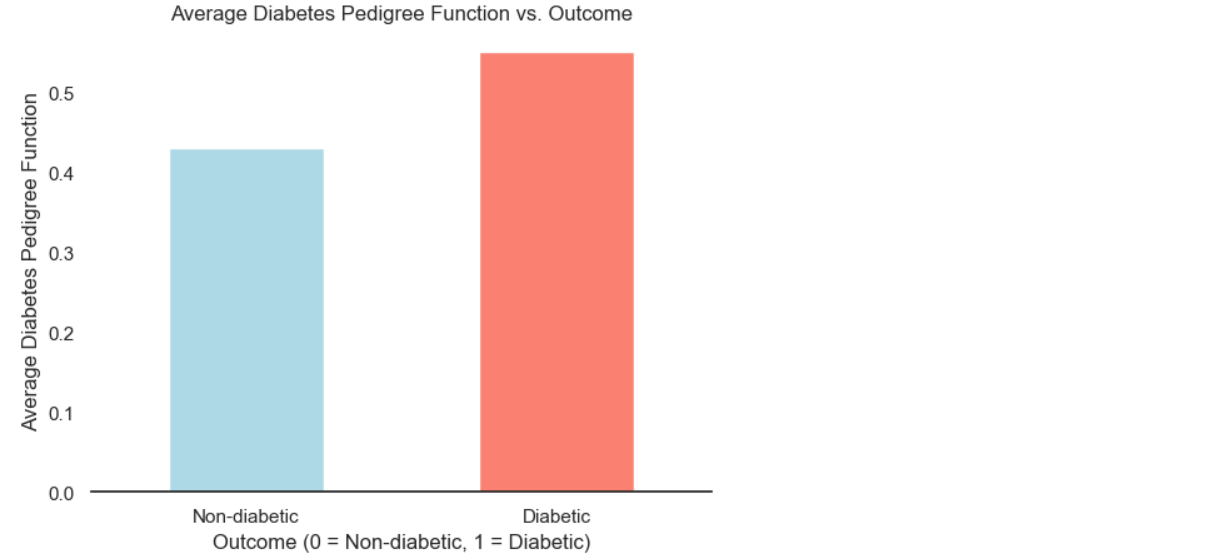 Average Diabetes Pedigree Function vs. Outcome
Average Diabetes Pedigree Function
0.5
0.4
0.3
0.2
0.1
0.0
Non-diabetic Diabetic
Outcome (0 = Non-diabetic, 1 = Diabetic)